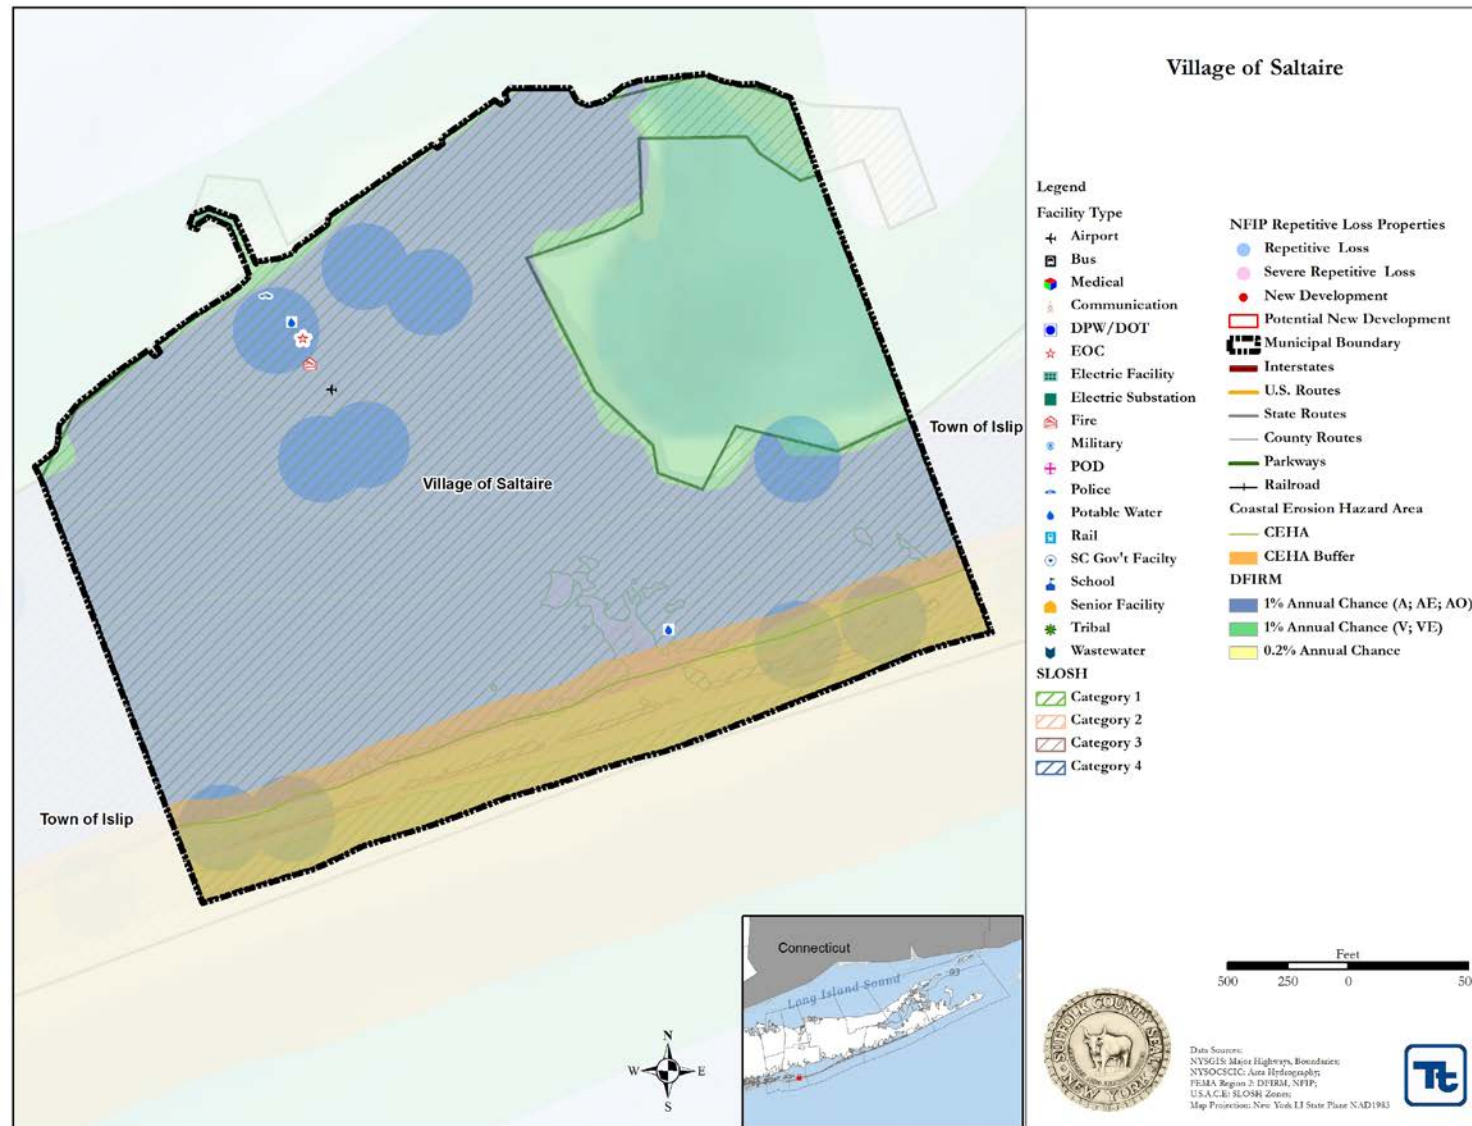 Village of Saltaire
Town of Islip
Village of Saltaire
Town of Islip
Legend
Facility Type
Airport
Bus
Medical
Communication
DPW/DOT
EOC
Electric Facility
Electric Substation
Fire
Military
POD
Police
Potable Water
Rail
SC Gov't Facilty
School
Senior Facility
Tribal
Wastewater
SLOSH
Category 1
Category 2
Category 3
Category 4
NFIP Repetitive Loss Properties
Repetitive Loss
Severe Repetitive Loss
New Development
Potential New Development
Municipal Boundary
Interstates
U.S. Routes
State Routes
County Routes
Parkways
Railroad
Coastal Erosion Hazard Area
CEHA
CEHA Buffer
DFIRM
1% Annual Chance (A; AE; AO)
1% Annual Chance (V; VE)
0.2% Annual Chance
Connecticut
Long Island Sound
93
N
W E
S
Feet
500 250 0 50
SUFFOLK COUNTY SEAL
NEW YORK
Data Sources:
NYSGIS: Major Highways, Boundaries;
NYSOCSCIC: Area Hydrography;
FEMA Region 2: DFIRM, NFIP;
U.S.A.C.E: SLOSH Zones;
Map Projection: New York LI State Plane NAD1983
Tt